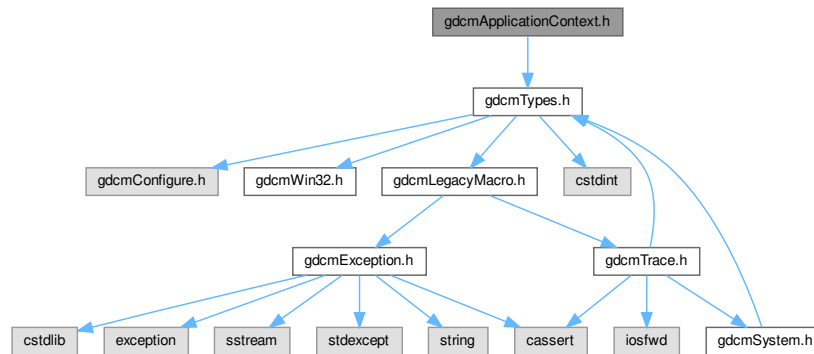 gdcmApplicationContext.h
gdcmTypes.h
gdcmConfigure.h
gdcmWin32.h
gdcmLegacyMacro.h
cstdint
gdcmException.h
gdcmTrace.h
cstdlib
exception
sstream
stdexcept
string
cassert
iosfwd
gdcmSystem.h